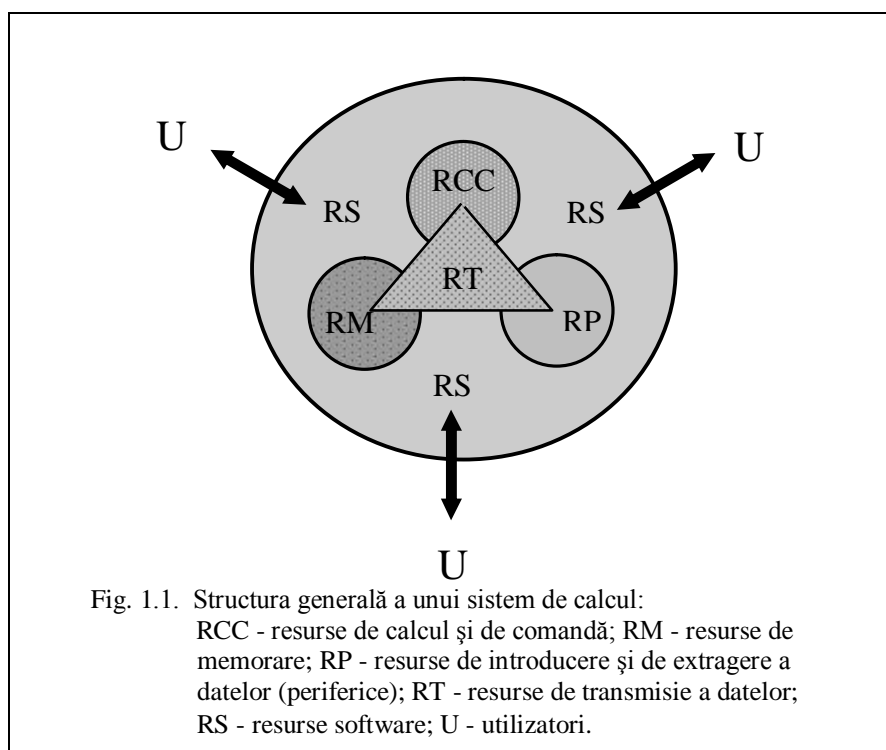 U
U
RCC
RS
RS
RT
RM
RP
RS
U
Fig. 1.1. Structura generală a unui sistem de calcul:
RCC - resurse de calcul şi de comandă; RM - resurse de
memorare; RP - resurse de introducere şi de extragere a
datelor (periferice); RT - resurse de transmisie a datelor;
RS - resurse software; U - utilizatori.